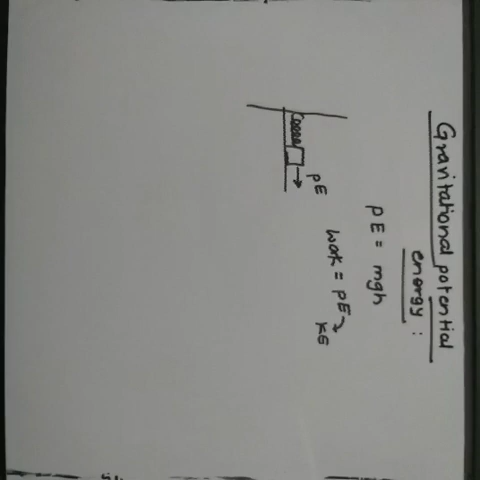 Gravitational potential
energy :
PE = mgh
PE
work = PE→
KE